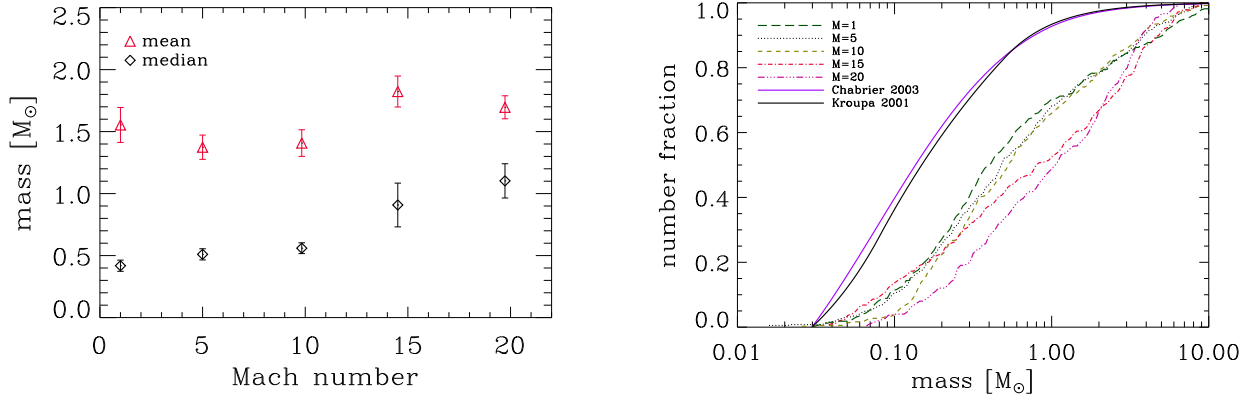 2.5
2.0
1.5
1.0
0.5
0.0
mass [M☉]
mean
median
0 5 10 15 20
Mach number
1.0
0.8
0.6
0.4
0.2
0.0
number fraction
M=1
M=5
M=10
M=15
M=20
Chabrier 2003
Kroupa 2001
0.01 0.10 1.00 10.00
mass [M☉]